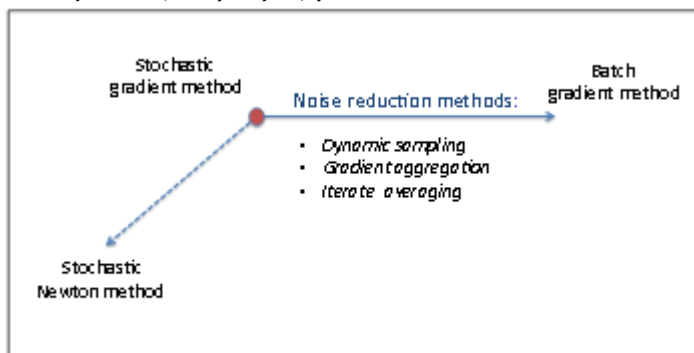 Stochastic
gradient method
Batch
gradient method
Noise reduction methods:
• Dynamic sampling
• Gradient aggregation
• Iterate averaging
Stochastic
Newton method